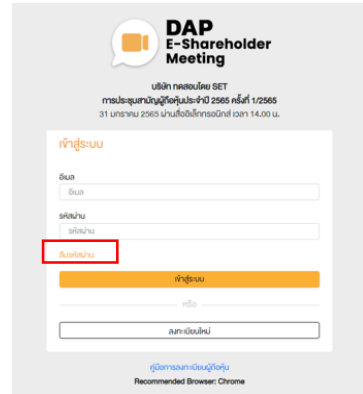 DAP
E-Shareholder
Meeting
บริษัท ทดสอบโดย SET
การประชุมสามัญผู้ถือหุ้นประจำปี 2565 ครั้งที่ 1/2565
31 มกราคม 2565 ผ่านสื่ออิเล็กทรอนิกส์ เวลา 14.00 น.
เข้าสู่ระบบ
อีเมล
อีเมล
รหัสผ่าน
รหัสผ่าน
ลืมรหัสผ่าน
เข้าสู่ระบบ
หรือ
ลงทะเบียนใหม่
คู่มือการลงทะเบียนผู้ถือหุ้น
Recommended Browser: Chrome